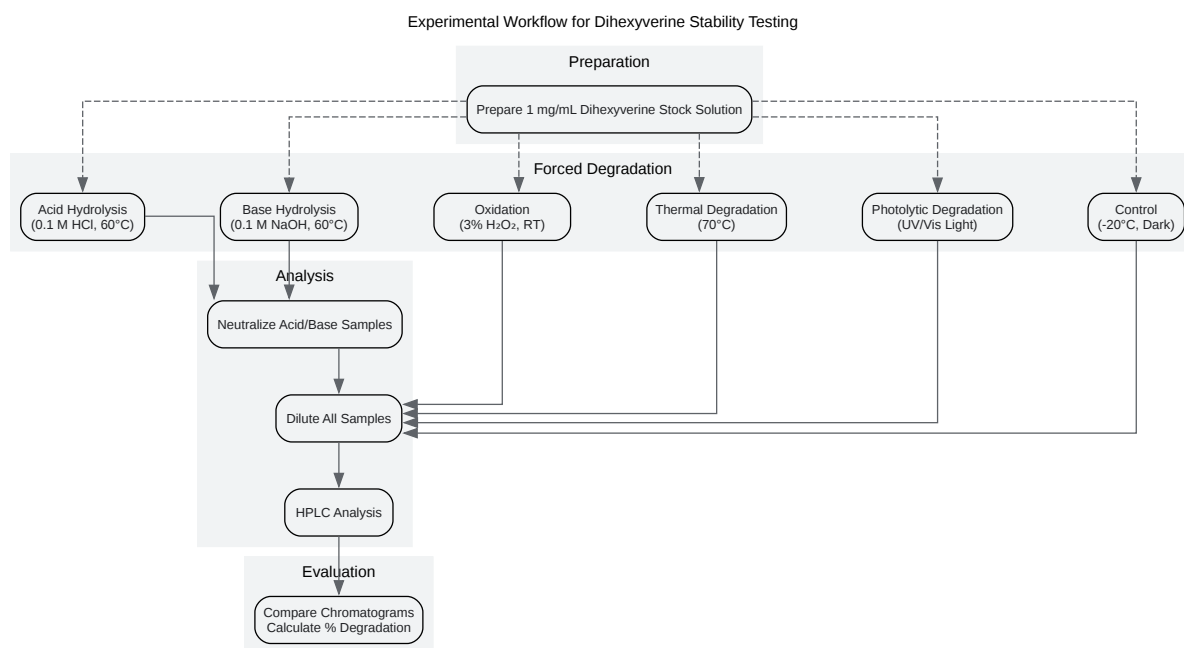 Experimental Workflow for Dihexyverine Stability Testing
Preparation
Prepare 1 mg/mL Dihexyverine Stock Solution
Forced Degradation
Acid Hydrolysis
(0.1 M HCl, 60°C)
Base Hydrolysis
(0.1 M NaOH, 60°C)
Oxidation
(3% H₂O₂, RT)
Thermal Degradation
(70°C)
Photolytic Degradation
(UV/Vis Light)
Control
(-20°C, Dark)
Analysis
Neutralize Acid/Base Samples
Dilute All Samples
HPLC Analysis
Evaluation
Compare Chromatograms
Calculate % Degradation